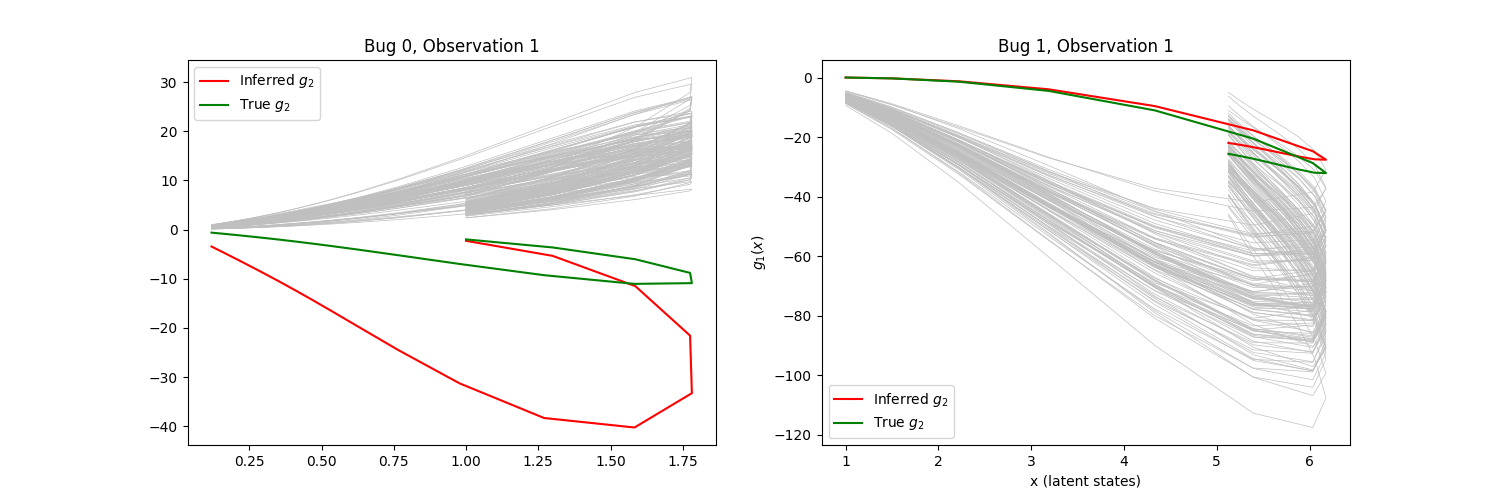 Bug 0, Observation 1
Inferred g₂
True g₂
30
20
10
0
−10
−20
−30
−40
0.25 0.50 0.75 1.00 1.25 1.50 1.75
Bug 1, Observation 1
g₁(x)
0
−20
−40
−60
−80
−100
−120
Inferred g₂
True g₂
1 2 3 4 5 6
x (latent states)